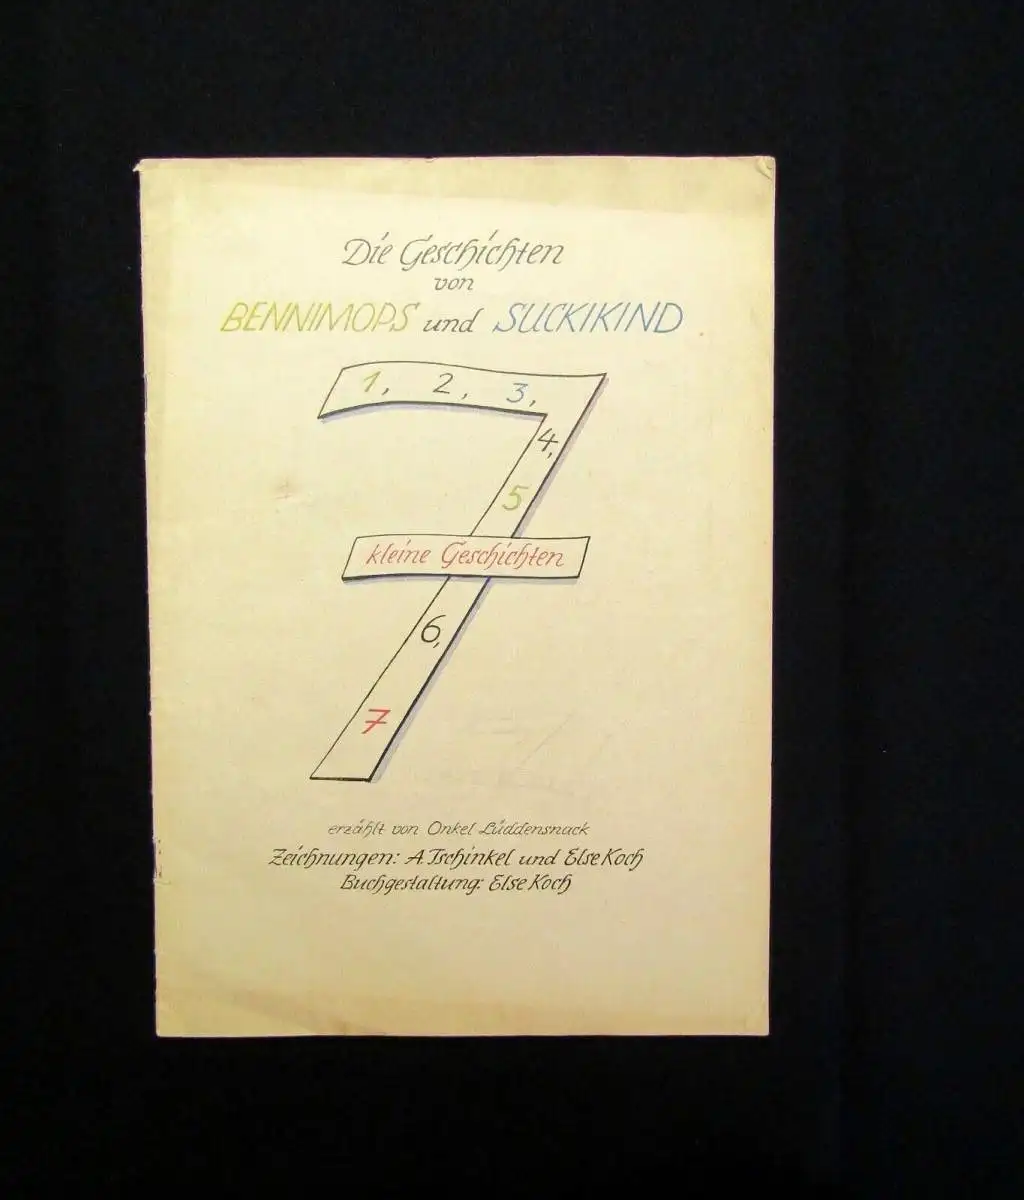 Die Geschichten
von
BENNIMOPS und SUCKIKIND
1, 2, 3,
4,
5
kleine Geschichten
6,
7
erzählt von Onkel Lüddensnack
Zeichnungen: A. Tschinkel und Else Koch
Buchgestaltung: Else Koch